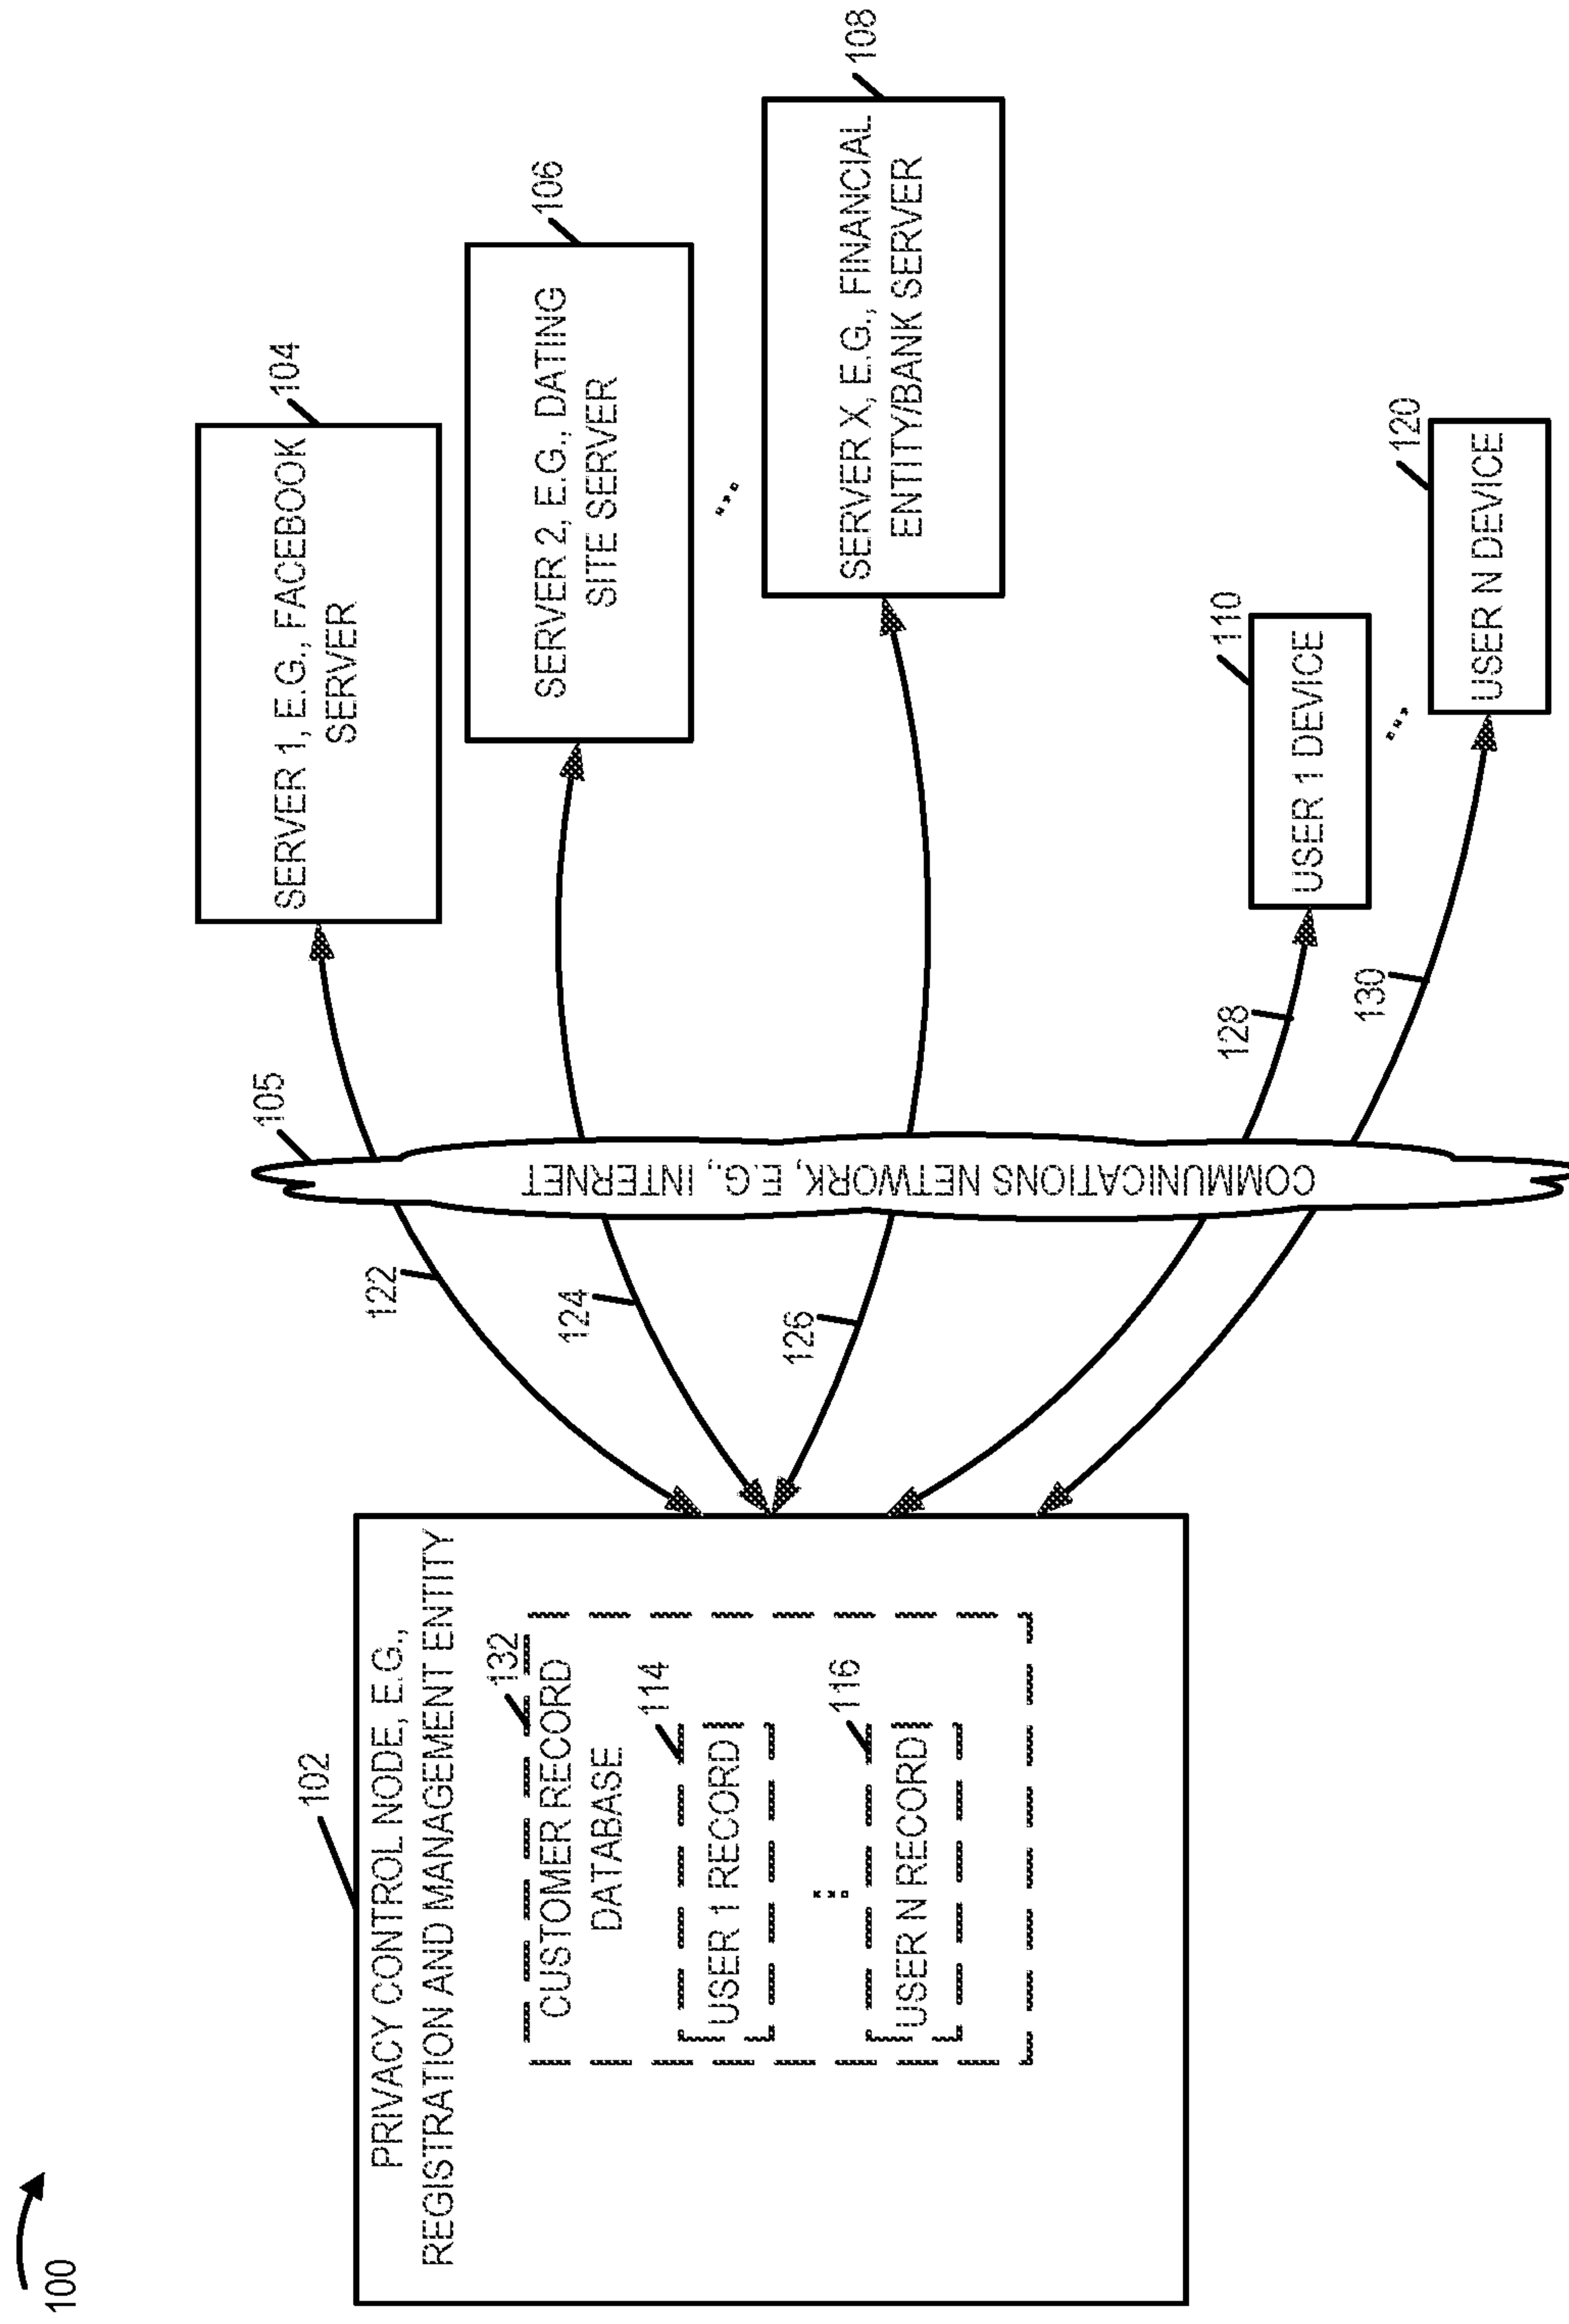 100
102
PRIVACY CONTROL NODE, E.G.,
REGISTRATION AND MANAGEMENT ENTITY
132
CUSTOMER RECORD
DATABASE
114
USER 1 RECORD
116
USER N RECORD
122
124
126
128
130
105
COMMUNICATIONS NETWORK, E.G., INTERNET
104
SERVER 1, E.G., FACEBOOK
SERVER
106
SERVER 2, E.G., DATING
SITE SERVER
108
SERVER X, E.G., FINANCIAL
ENTITY/BANK SERVER
110
USER 1 DEVICE
120
USER N DEVICE